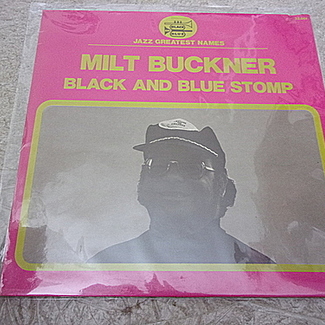 JAZZ GREATEST NAMES
MILT BUCKNER
BLACK AND BLUE STOMP